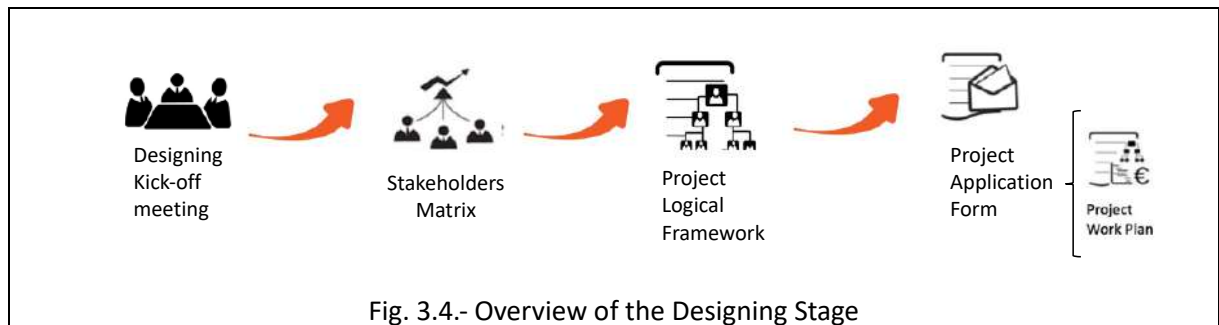 Designing
Kick-off
meeting
Stakeholders
Matrix
Project
Logical
Framework
Project
Application
Form
€
Project
Work Plan
Fig. 3.4.- Overview of the Designing Stage